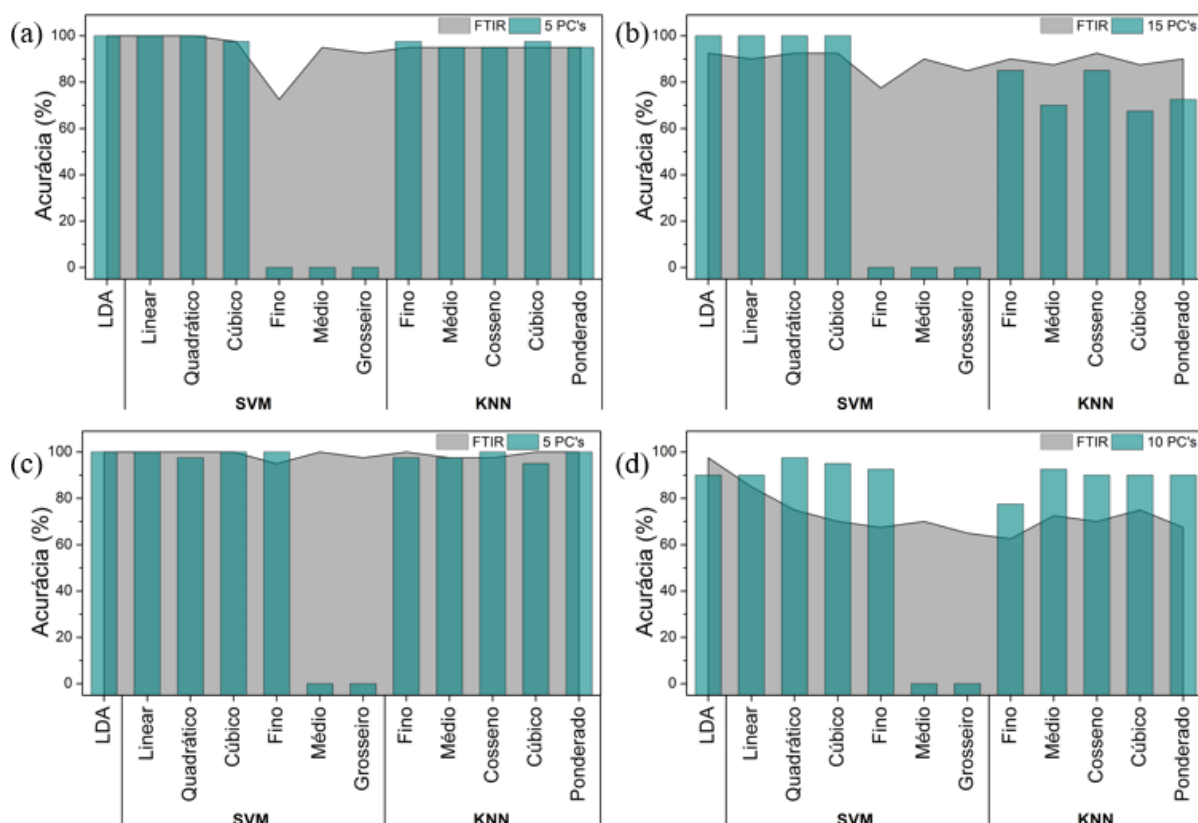 (a)
FTIR 5 PC's
Acurácia (%)
100
80
60
40
20
0
LDA
Linear
Quadrático
Cúbico
Fino
Médio
Grosseiro
Fino
Médio
Cosseno
Cúbico
Ponderado
SVM KNN
(b)
FTIR 15 PC's
Acurácia (%)
100
80
60
40
20
0
LDA
Linear
Quadrático
Cúbico
Fino
Médio
Grosseiro
Fino
Médio
Cosseno
Cúbico
Ponderado
SVM KNN
(c)
FTIR 5 PC's
Acurácia (%)
100
80
60
40
20
0
LDA
Linear
Quadrático
Cúbico
Fino
Médio
Grosseiro
Fino
Médio
Cosseno
Cúbico
Ponderado
SVM KNN
(d)
FTIR 10 PC's
Acurácia (%)
100
80
60
40
20
0
LDA
Linear
Quadrático
Cúbico
Fino
Médio
Grosseiro
Fino
Médio
Cosseno
Cúbico
Ponderado
SVM KNN